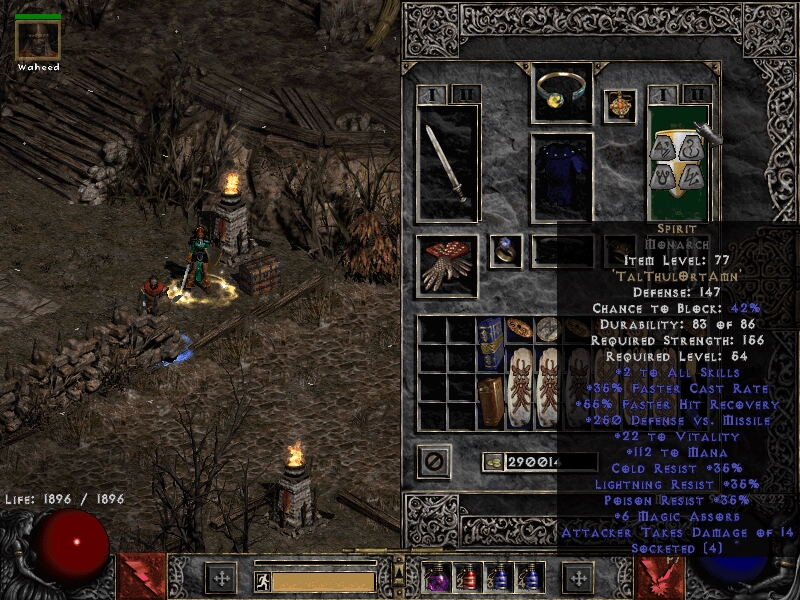 Waheed
I
II
I
II
Spirit
Monarch
Item Level: 77
'TalThulOrtAmn'
Defense: 147
Chance to Block: 42%
Durability: 83 of 86
Required Strength: 156
Required Level: 54
+2 to All Skills
+35% Faster Cast Rate
+55% Faster Hit Recovery
+250 Defense vs. Missile
+22 to Vitality
+112 to Mana
Cold Resist +35%
Lightning Resist +35%
Poison Resist +35%
+6 Magic Absorb
Attacker Takes Damage of 14
Socketed (4)
290014
Life: 1896 / 1896